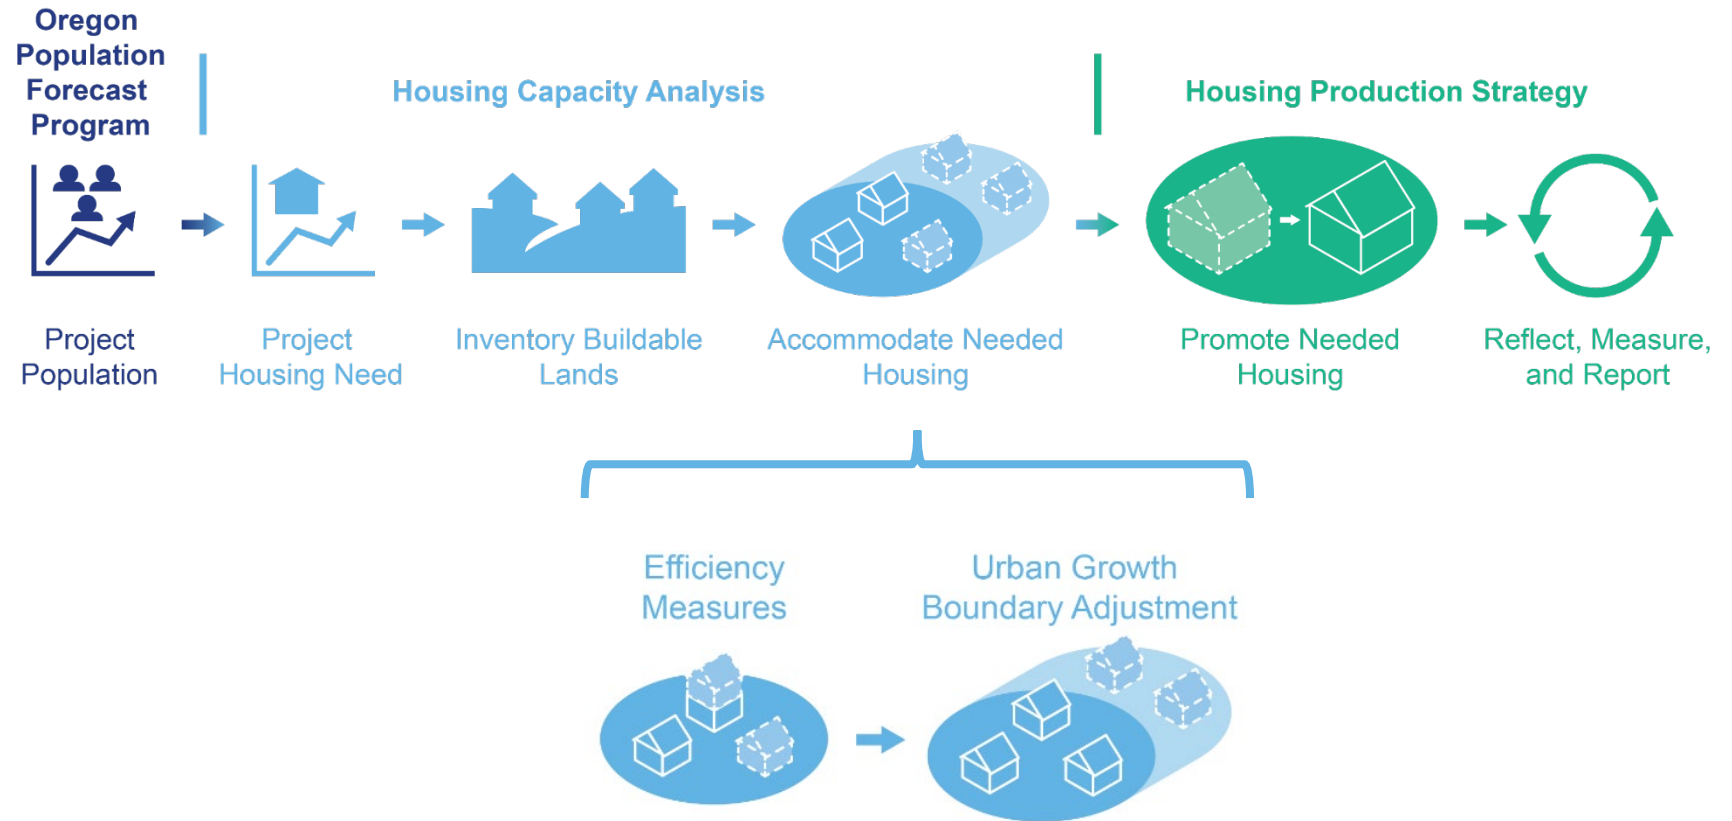 Oregon
Population
Forecast
Program
Housing Capacity Analysis
Housing Production Strategy
Project
Population
Project
Housing Need
Inventory Buildable
Lands
Accommodate Needed
Housing
Promote Needed
Housing
Reflect, Measure,
and Report
Efficiency
Measures
Urban Growth
Boundary Adjustment